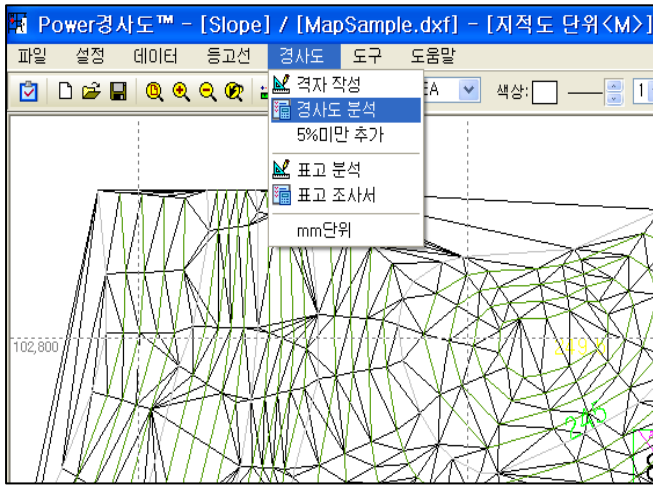 Power경사도™ - [Slope] / [MapSample.dxf] - [지적도 단위<M>]
파일 설정 데이터 등고선 경사도 도구 도움말
EA 색상: 1
격자 작성
경사도 분석
5%미만 추가
표고 분석
표고 조사서
mm단위
102,800
249.5
245